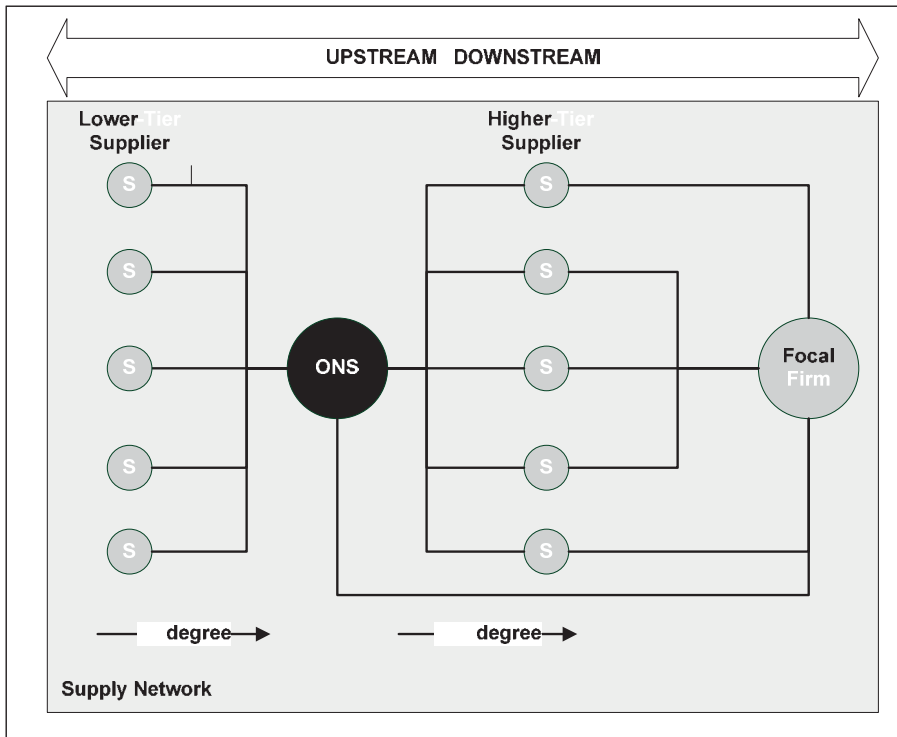 UPSTREAM DOWNSTREAM
Lower-Tier
Supplier
Higher-Tier
Supplier
S
S
S
S
S
S
S
S
S
S
ONS
Focal
Firm
degree
degree
Supply Network